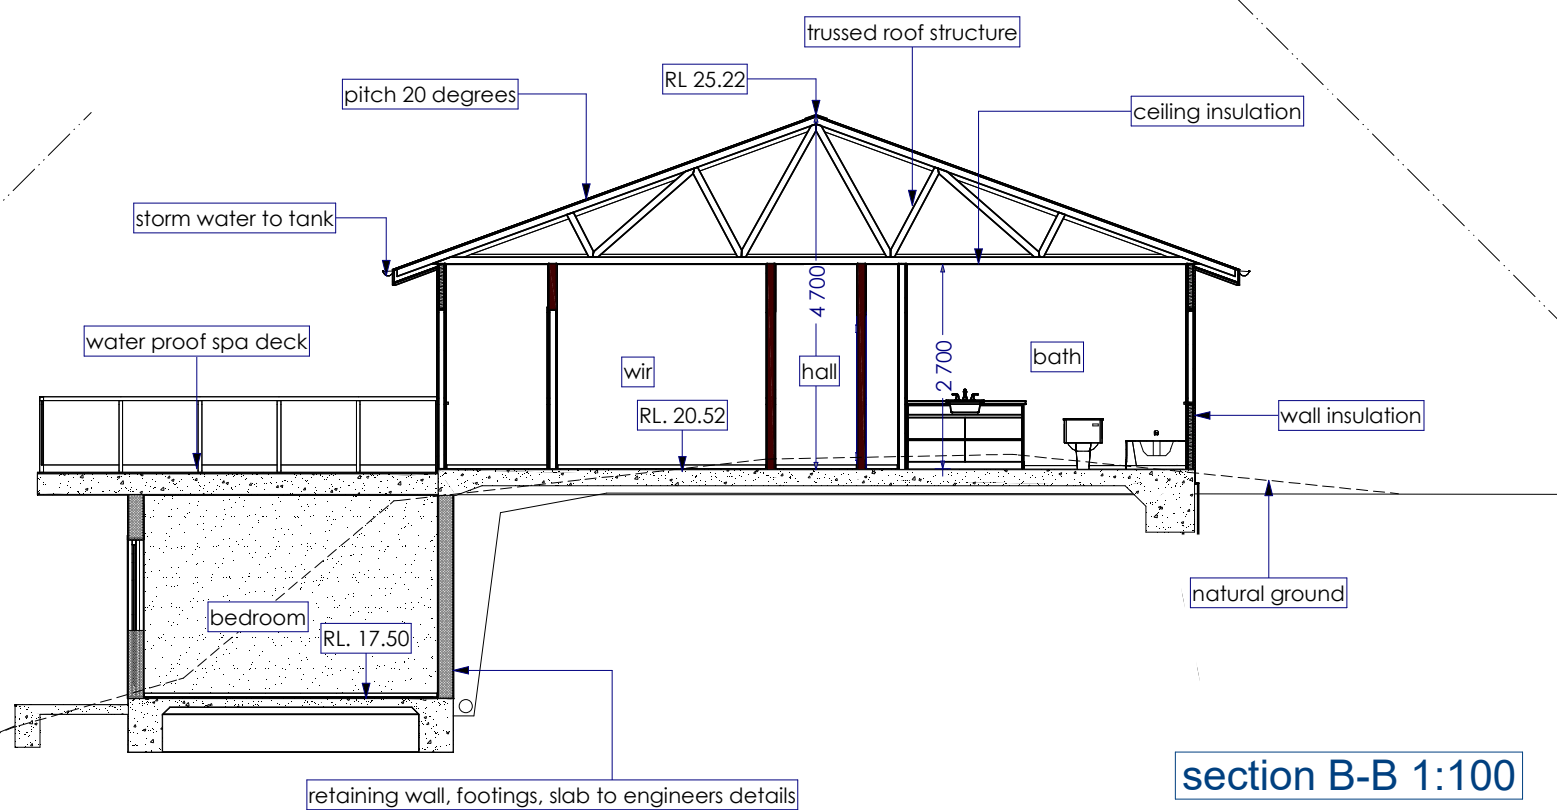 trussed roof structure
RL 25.22
pitch 20 degrees
ceiling insulation
storm water to tank
4 700
water proof spa deck
2 700
bath
wir
hall
RL. 20.52
wall insulation
natural ground
bedroom
RL. 17.50
section B-B 1:100
retaining wall, footings, slab to engineers details